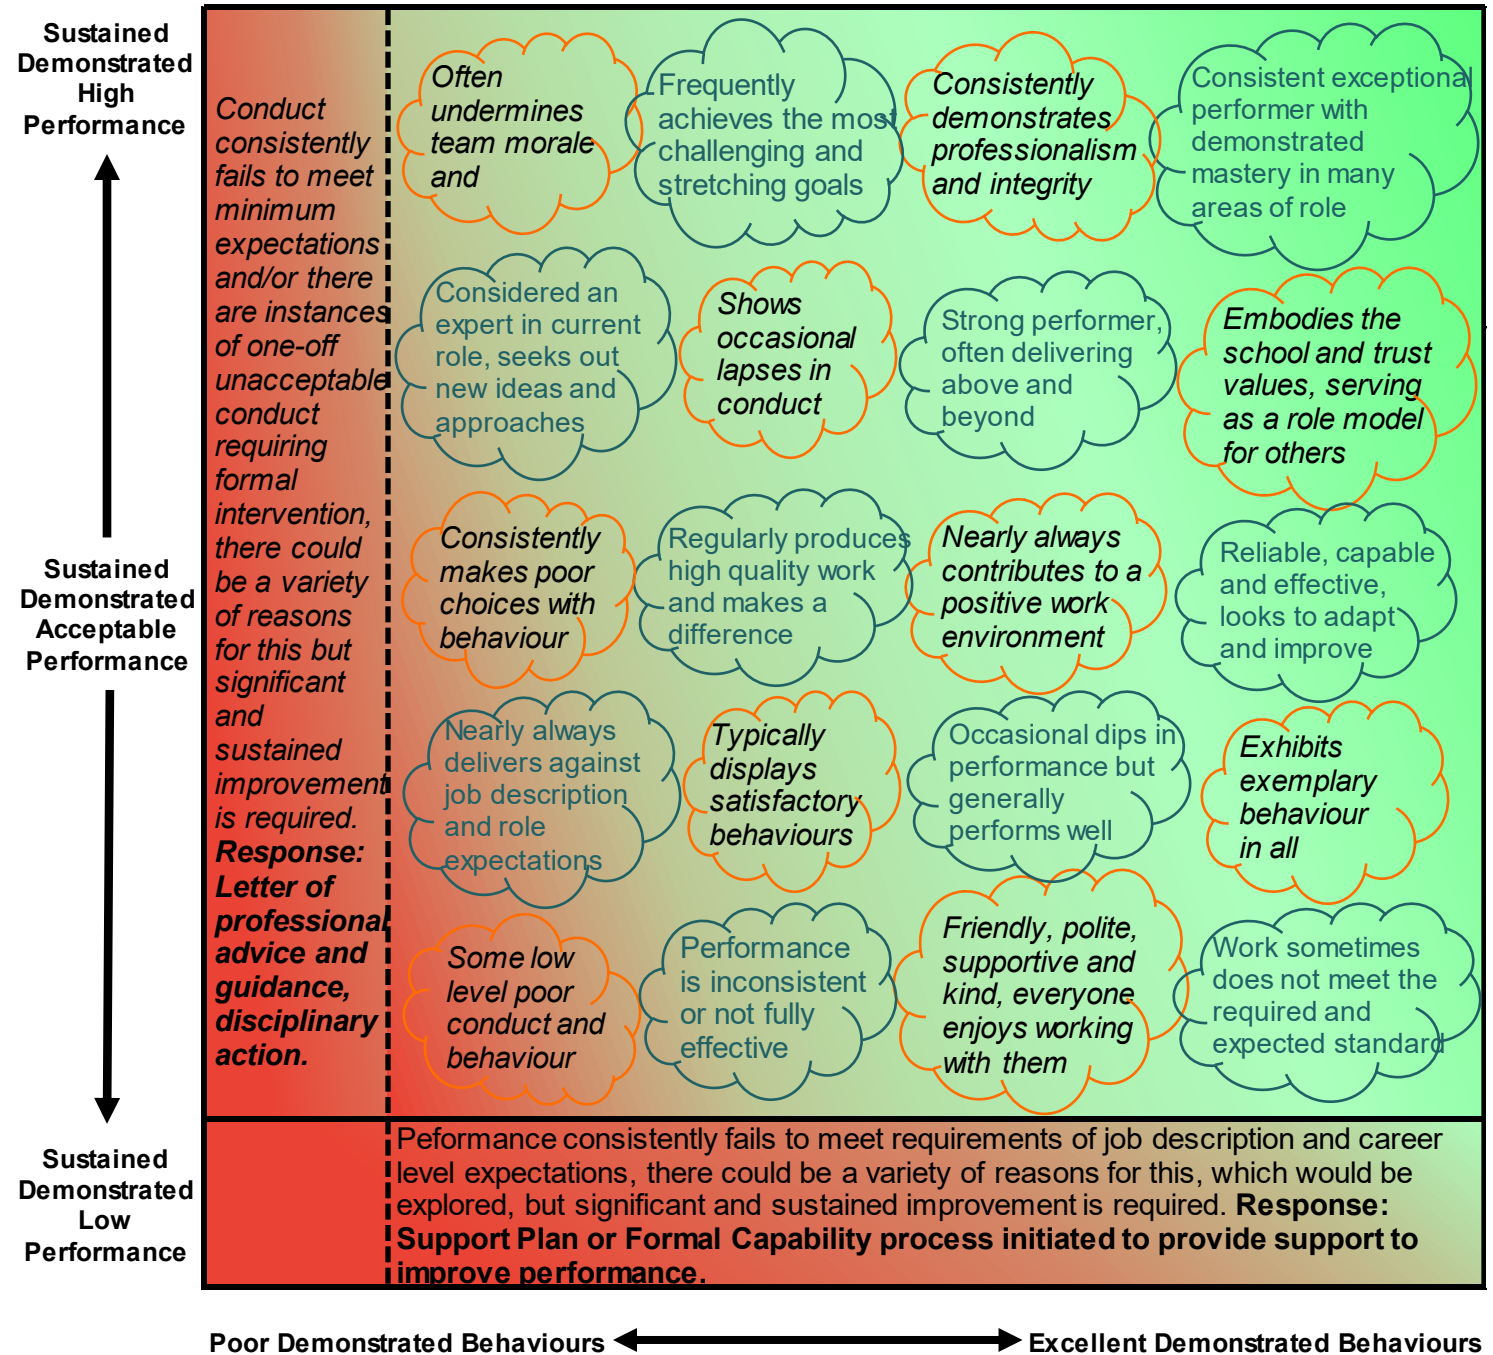 Sustained
Demonstrated
High
Performance
Sustained
Demonstrated
Acceptable
Performance
Sustained
Demonstrated
Low
Performance
Conduct
consistently
fails to meet
minimum
expectations
and/or there
are instances
of one-off
unacceptable
conduct
requiring
formal
intervention,
there could
be a variety
of reasons
for this but
significant
and
sustained
improvement
is required.
Response:
Letter of
professional
advice and
guidance,
disciplinary
action.
Often
undermines
team morale
and
Frequently
achieves the most
challenging and
stretching goals
Consistently
demonstrates
professionalism
and integrity
Consistent exceptional
performer with
demonstrated
mastery in many
areas of role
Considered an
expert in current
role, seeks out
new ideas and
approaches
Shows
occasional
lapses in
conduct
Strong performer,
often delivering
above and
beyond
Embodies the
school and trust
values, serving
as a role model
for others
Consistently
makes poor
choices with
behaviour
Regularly produces
high quality work
and makes a
difference
Nearly always
contributes to a
positive work
environment
Reliable, capable
and effective,
looks to adapt
and improve
Nearly always
delivers against
job description
and role
expectations
Typically
displays
satisfactory
behaviours
Occasional dips in
performance but
generally
performs well
Exhibits
exemplary
behaviour
in all
Some low
level poor
conduct and
behaviour
Performance
is inconsistent
or not fully
effective
Friendly, polite,
supportive and
kind, everyone
enjoys working
with them
Work sometimes
does not meet the
required and
expected standard
Peformance consistently fails to meet requirements of job description and career
level expectations, there could be a variety of reasons for this, which would be
explored, but significant and sustained improvement is required. Response:
Support Plan or Formal Capability process initiated to provide support to
improve performance.
Poor Demonstrated Behaviours
Excellent Demonstrated Behaviours